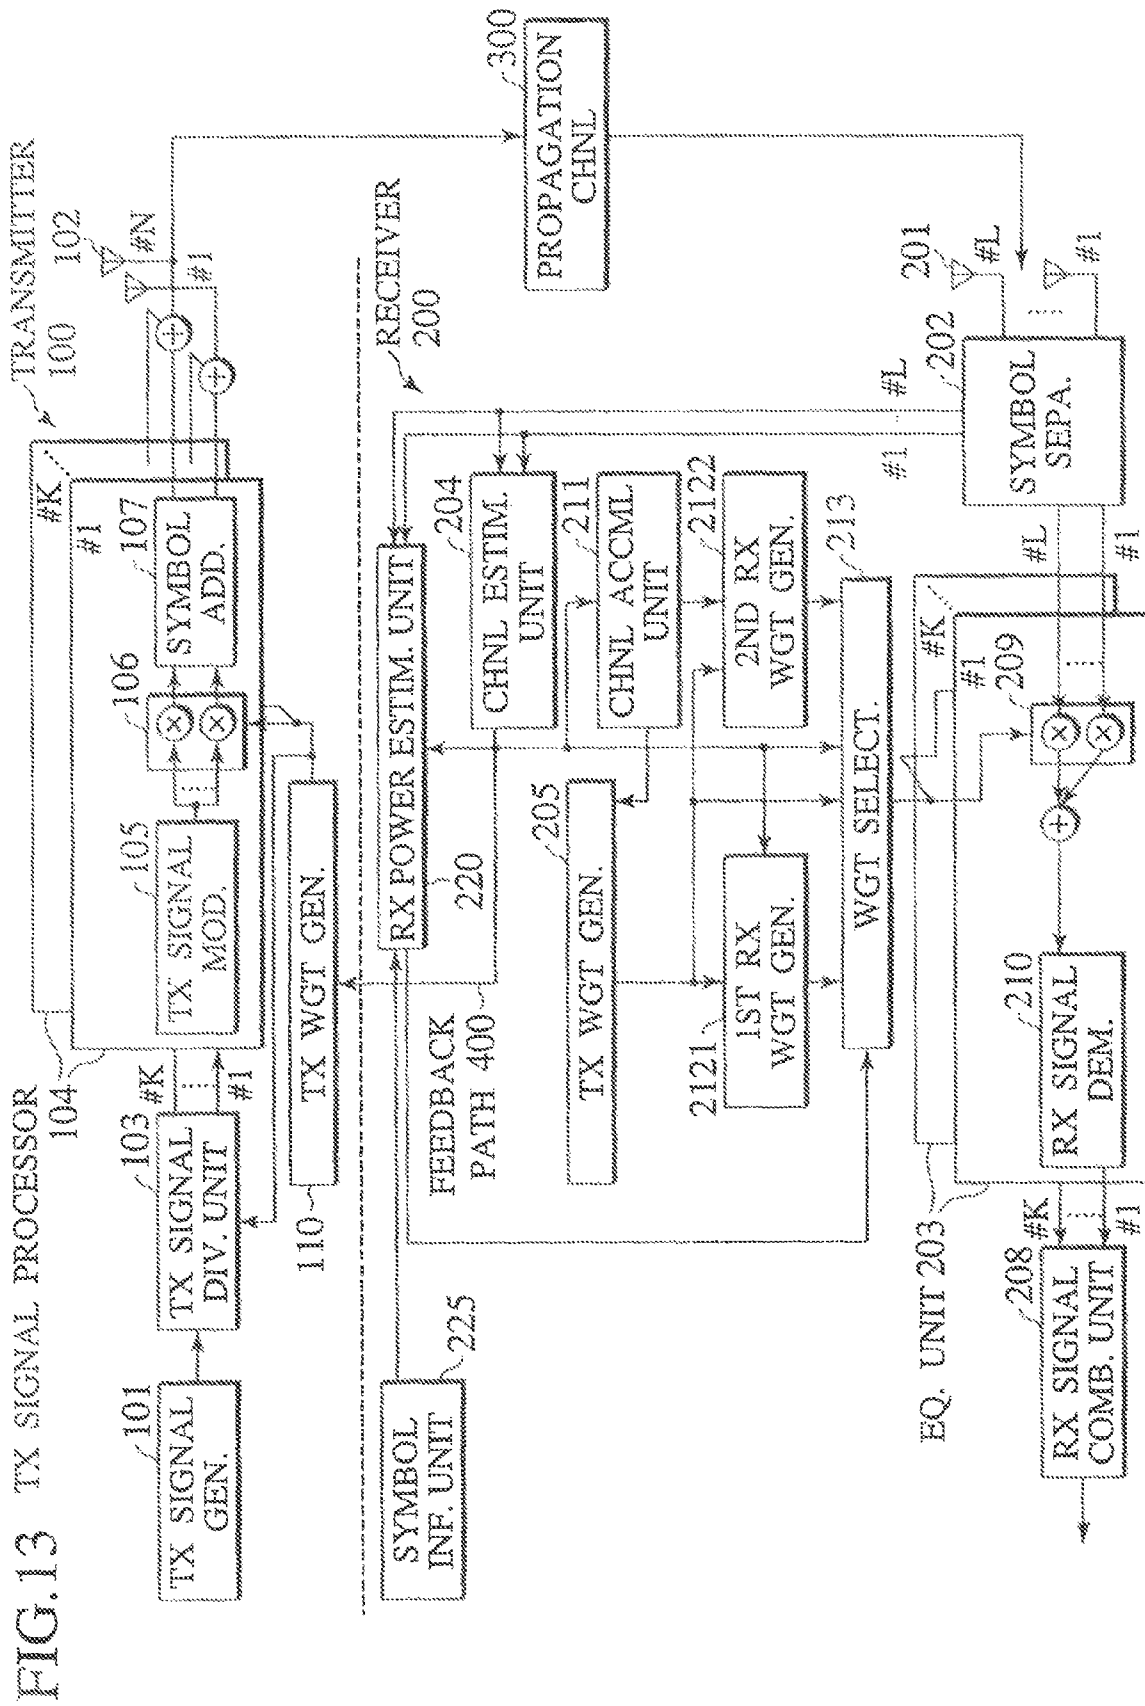 FIG.13
TX SIGNAL PROCESSOR
104
TRANSMITTER
100
#K
#1
TX SIGNAL
GEN.
101
TX SIGNAL
DIV. UNIT
103
#K
#1
TX SIGNAL
MOD.
105
106
SYMBOL
ADD.
107
102
#N
#1
TX WGT GEN.
110
PROPAGATION
CHNL
300
RECEIVER
200
SYMBOL
INF. UNIT
225
RX POWER ESTIM. UNIT
220
FEEDBACK
PATH 400
CHNL ESTIM.
UNIT
204
TX WGT GEN.
205
CHNL ACCML
UNIT
211
1ST RX
WGT GEN.
2121
2ND RX
WGT GEN.
2122
WGT SELECT.
213
#1
#L
201
#L
#1
SYMBOL
SEPA.
202
#L
#1
EQ. UNIT 203
#K
#1
209
RX SIGNAL
DEM.
210
#K
#1
RX SIGNAL
COMB. UNIT
208